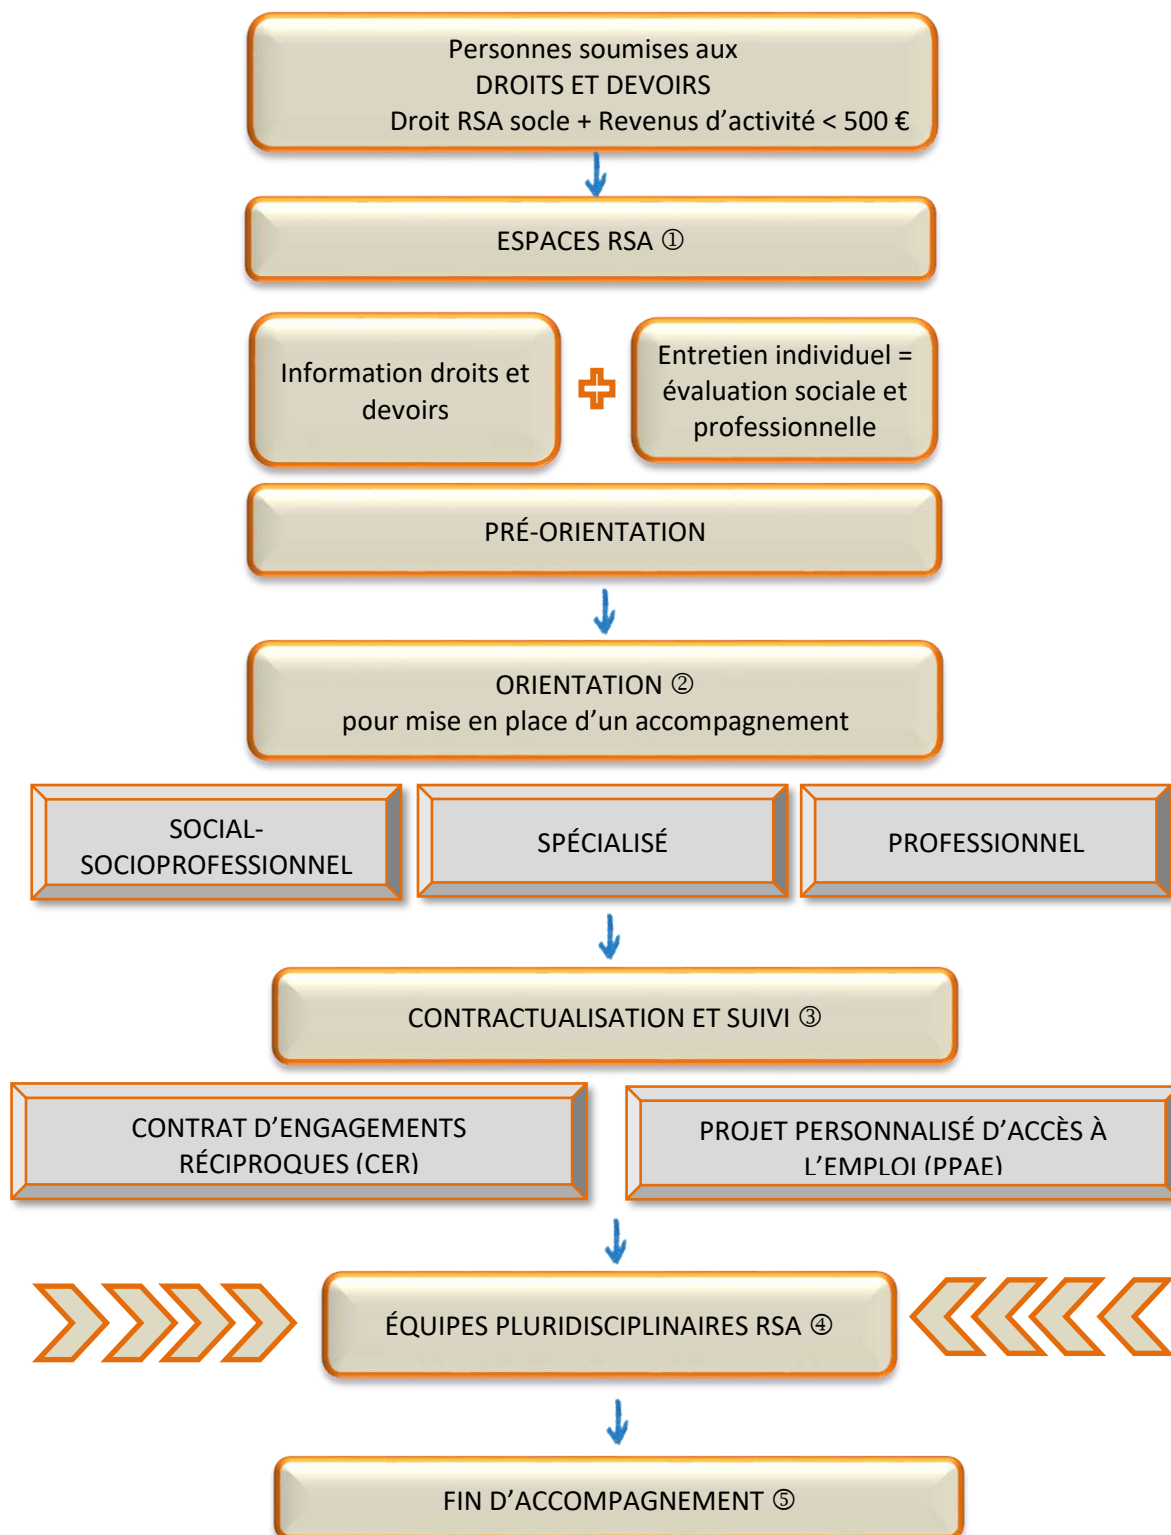 Personnes soumises aux
DROITS ET DEVOIRS
Droit RSA socle + Revenus d’activité < 500 €
ESPACES RSA ①
Information droits et
devoirs
Entretien individuel =
évaluation sociale et
professionnelle
PRÉ-ORIENTATION
ORIENTATION ②
pour mise en place d’un accompagnement
SOCIAL-
SOCIOPROFESSIONNEL
SPÉCIALISÉ
PROFESSIONNEL
CONTRACTUALISATION ET SUIVI ③
CONTRAT D’ENGAGEMENTS
RÉCIPROQUES (CER)
PROJET PERSONNALISÉ D’ACCÈS À
L’EMPLOI (PPAE)
ÉQUIPES PLURIDISCIPLINAIRES RSA ④
FIN D’ACCOMPAGNEMENT ⑤